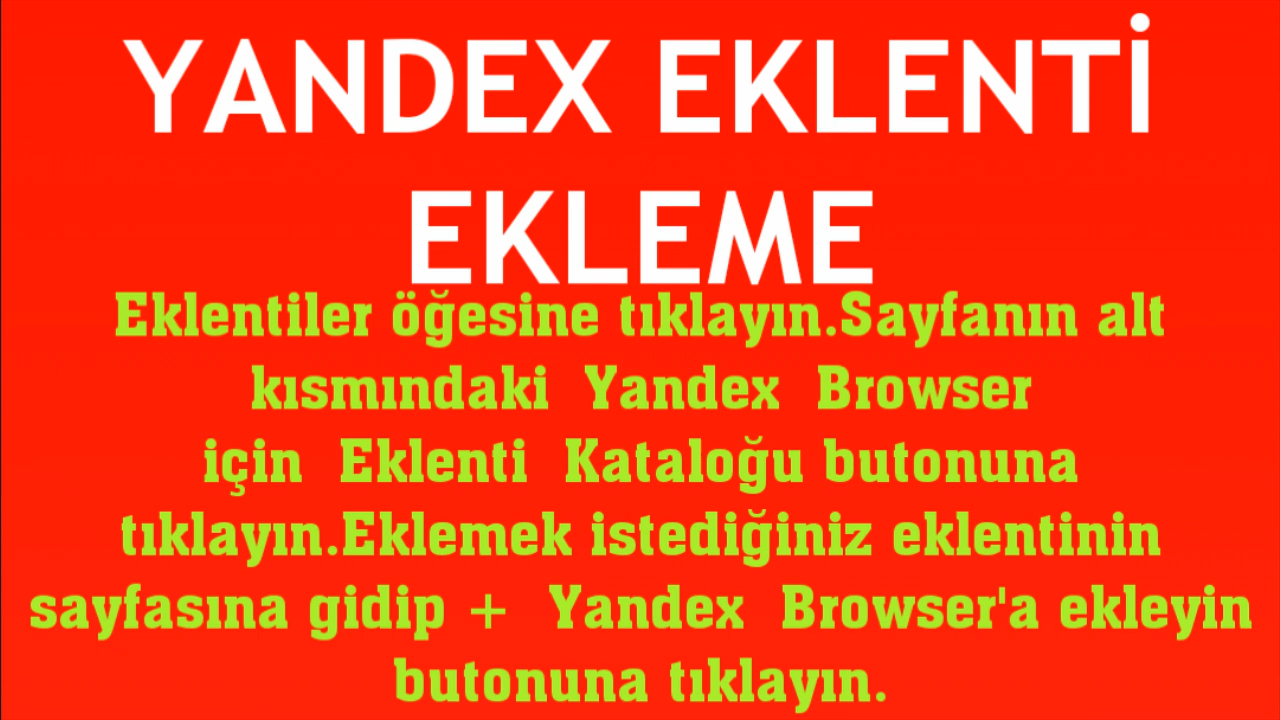 YANDEX EKLENTİ
EKLEME
Eklentiler öğesine tıklayın.Sayfanın alt
kısmındaki Yandex Browser
için Eklenti Kataloğu butonuna
tıklayın.Eklemek istediğiniz eklentinin
sayfasına gidip + Yandex Browser'a ekleyin
butonuna tıklayın.